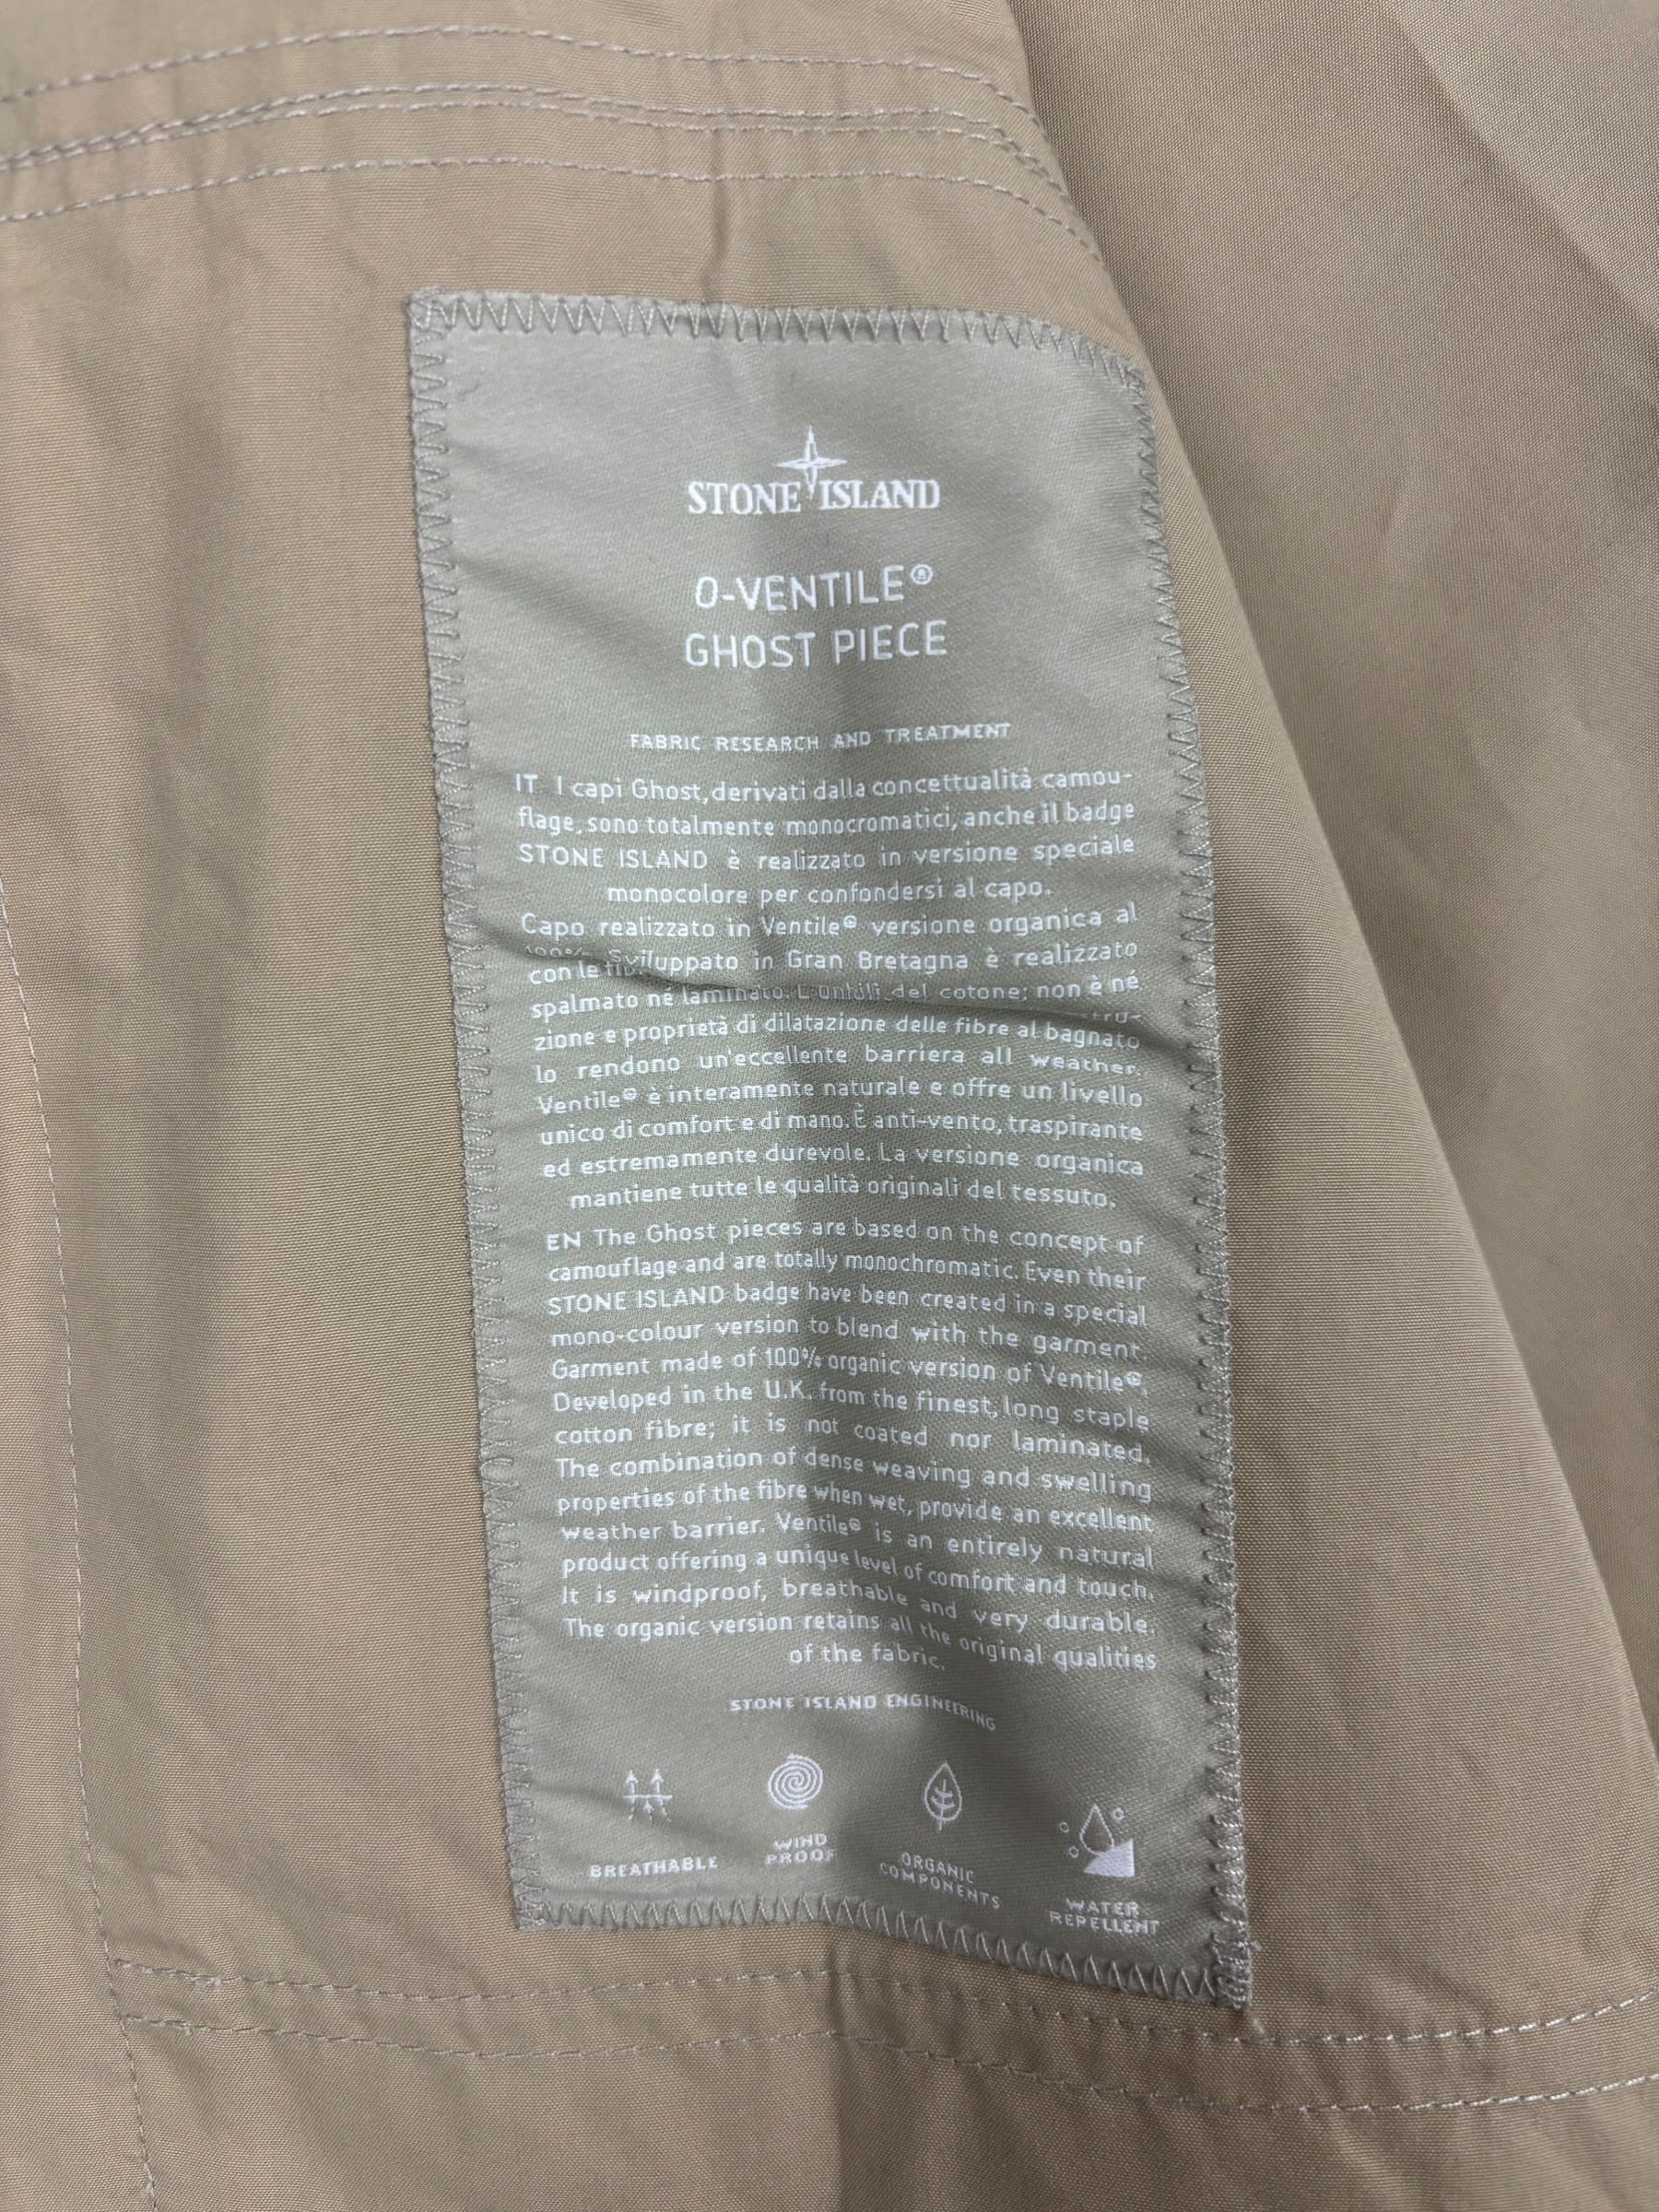 STONE ISLAND
O-VENTILE®
GHOST PIECE
FABRIC RESEARCH AND TREATMENT
IT I capi Ghost, derivati dalla concettualità camou-
flage, sono totalmente monocromatici, anche il badge
STONE ISLAND è realizzato in versione speciale
monocolore per confondersi al capo.
Capo realizzato in Ventile® versione organica al
100%. Sviluppato in Gran Bretagna è realizzato
con le del cotone; non è né
spalmato né laminato.
zione e proprietà di dilatazione delle fibre al bagnato
lo rendono un'eccellente barriera all weather.
Ventile® è interamente naturale e offre un livello
unico di comfort e di mano. È anti-vento, traspirante
ed estremamente durevole. La versione organica
mantiene tutte le qualità originali del tessuto.
EN The Ghost pieces are based on the concept of
camouflage and are totally monochromatic. Even their
STONE ISLAND badge have been created in a special
mono-colour version to blend with the garment.
Garment made of 100% organic version of Ventile®.
Developed in the U.K. from the finest, long staple
cotton fibre; it is not coated nor laminated.
The combination of dense weaving and swelling
properties of the fibre when wet, provide an excellent
weather barrier. Ventile® is an entirely natural
product offering a unique level of comfort and touch.
It is windproof, breathable and very durable.
The organic version retains all the original qualities
of the fabric.
STONE ISLAND ENGINEERING
BREATHABLE
WIND
PROOF
ORGANIC
COMPONENTS
WATER
REPELLENT